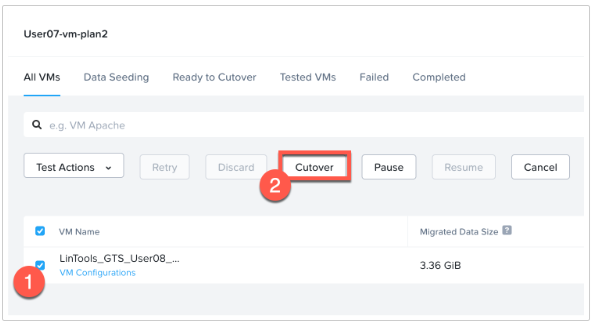 User07-vm-plan2
All VMs Data Seeding Ready to Cutover Tested VMs Failed Completed
e.g. VM Apache
Test Actions Retry Discard Cutover Pause Resume Cancel
2
VM Name Migrated Data Size ?
LinTools_GTS_User08_... 3.36 GiB
VM Configurations
1